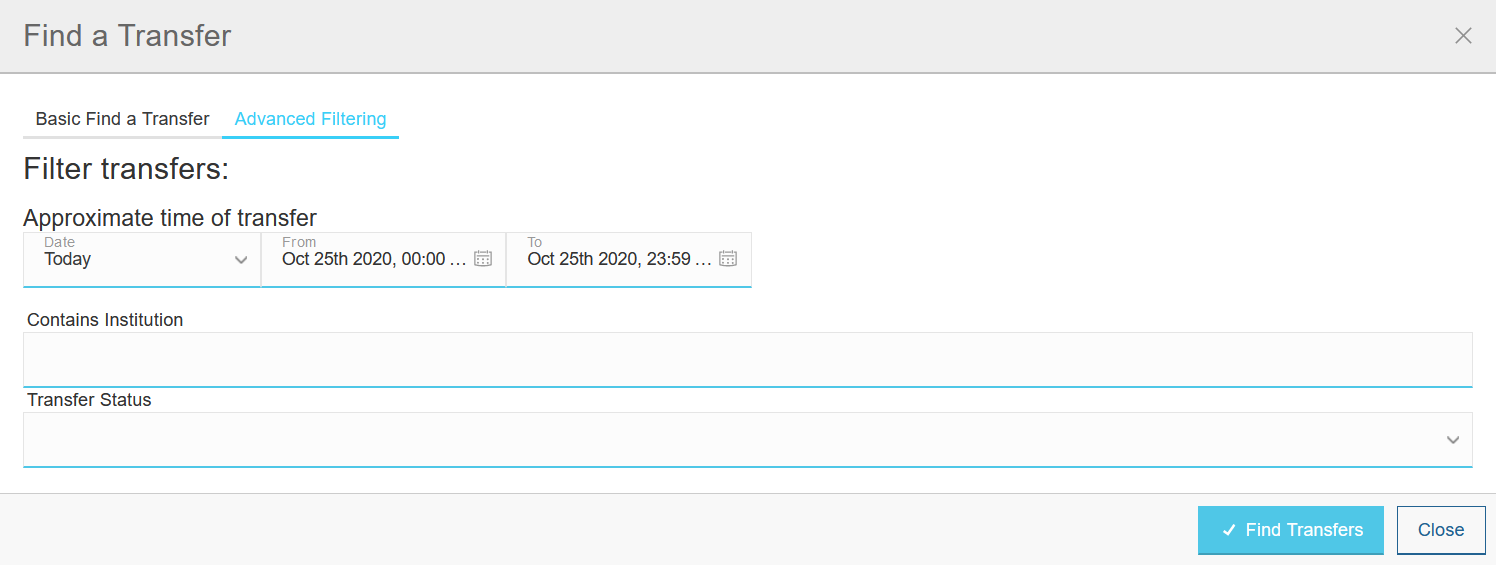 Find a Transfer
Basic Find a Transfer Advanced Filtering
Filter transfers:
Approximate time of transfer
Date From To
Today Oct 25th 2020, 00:00 ... Oct 25th 2020, 23:59 ...
Contains Institution
Transfer Status
Find Transfers Close